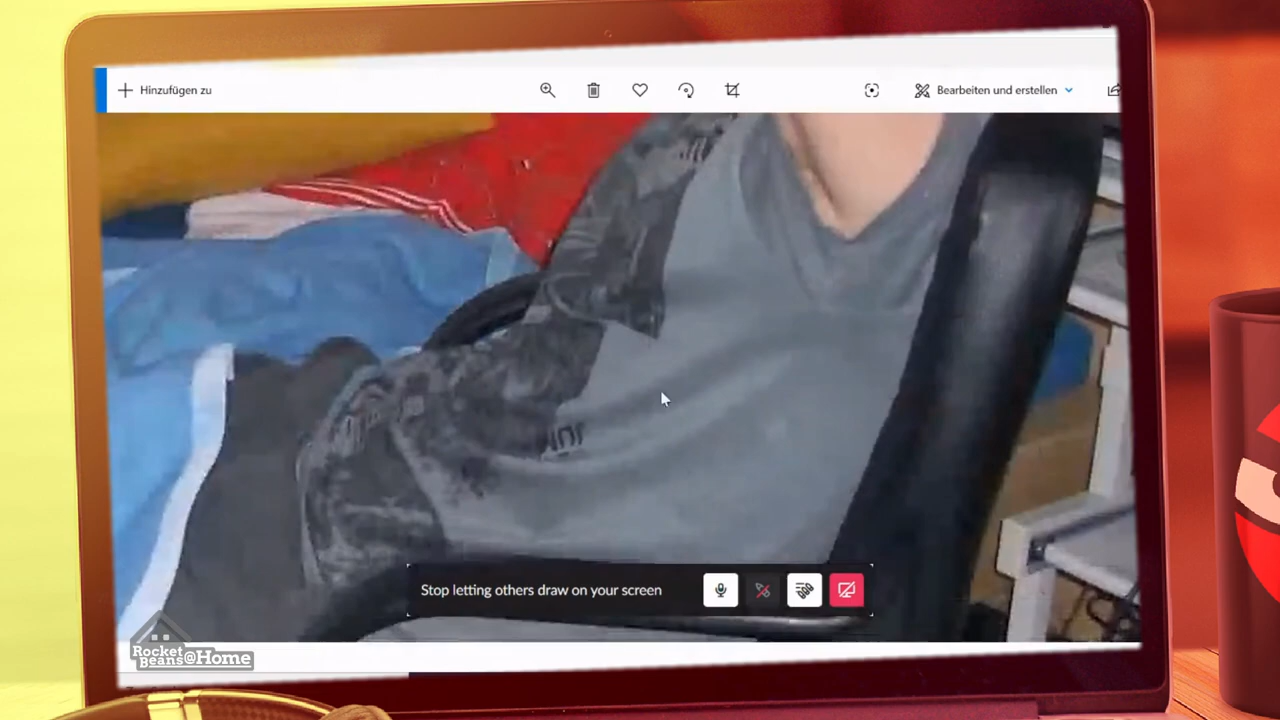 Hinzufügen zu
Bearbeiten und erstellen
Stop letting others draw on your screen
Rocket
Beans@Home